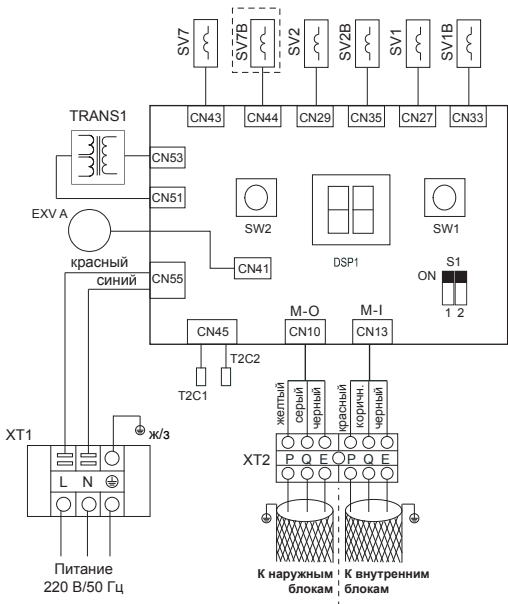 SV7 SV7B SV2 SV2B SV1 SV1B
CN43 CN44 CN29 CN35 CN27 CN33
TRANS1
CN53
CN51
EXV A
SW2
DSP1
SW1
CN41
S1
ON
1 2
красный
синий
CN55
CN45
M-O
CN10
M-I
CN13
T2C1
T2C2
желтый серый черный красный коричн. черный
XT1
ж/з
L N
XT2
P Q E P Q E
Питание
220 В/50 Гц
К наружным
блокам
К внутренним
блокам